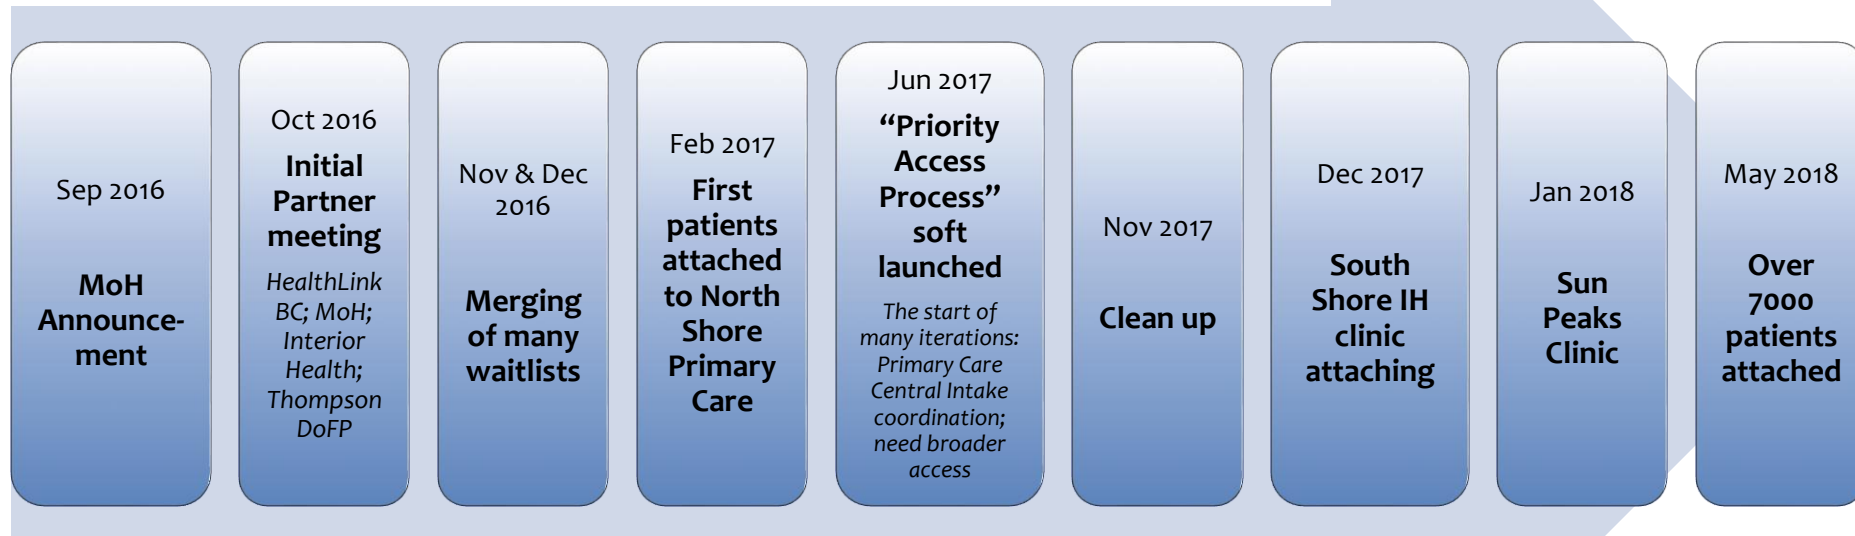 Sep 2016
MoH
Announce-
ment
Oct 2016
Initial
Partner
meeting
HealthLink
BC; MoH;
Interior
Health;
Thompson
DoFP
Nov & Dec
2016
Merging
of many
waitlists
Feb 2017
First
patients
attached
to North
Shore
Primary
Care
Jun 2017
“Priority
Access
Process”
soft
launched
The start of
many iterations:
Primary Care
Central Intake
coordination;
need broader
access
Nov 2017
Clean up
Dec 2017
South
Shore IH
clinic
attaching
Jan 2018
Sun
Peaks
Clinic
May 2018
Over
7000
patients
attached